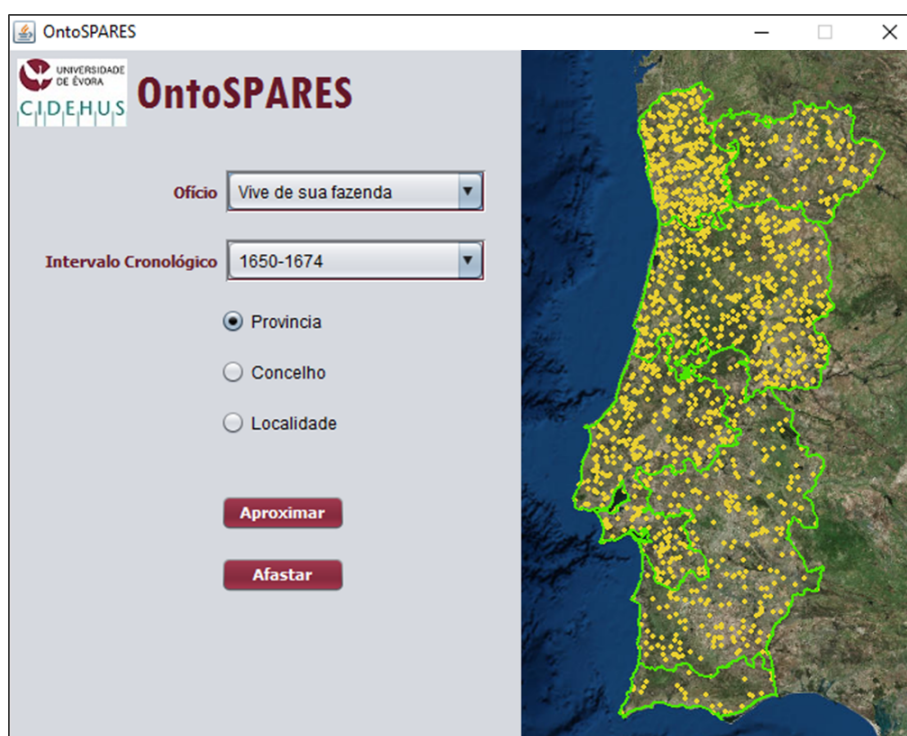 OntoSPARES
UNIVERSIDADE
DE ÉVORA
CIDEHUS
OntoSPARES
Ofício Vive de sua fazenda
Intervalo Cronológico 1650-1674
Provincia
Concelho
Localidade
Aproximar
Afastar